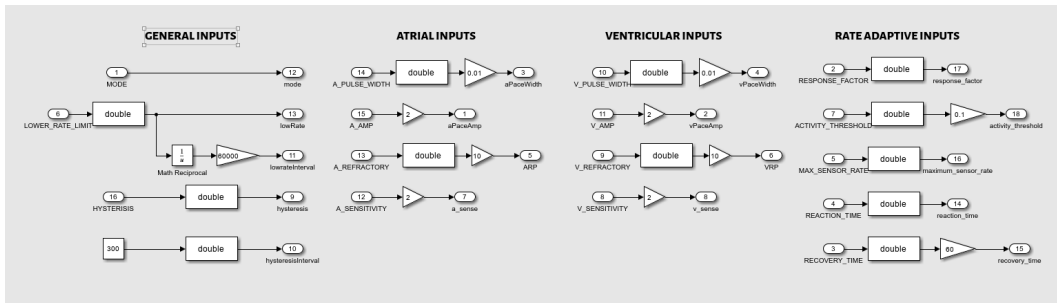 GENERAL INPUTS
1
MODE
12
mode
6
LOWER_RATE_LIMIT
double
13
lowRate
1
u
Math Reciprocal
60000
11
lowrateInterval
16
HYSTERISIS
double
9
hysteresis
300
double
10
hysteresisInterval
ATRIAL INPUTS
14
A_PULSE_WIDTH
double
0.01
3
aPaceWidth
15
A_AMP
2
1
aPaceAmp
13
A_REFRACTORY
double
10
5
ARP
12
A_SENSITIVITY
2
7
a_sense
VENTRICULAR INPUTS
10
V_PULSE_WIDTH
double
0.01
4
vPaceWidth
11
V_AMP
2
2
vPaceAmp
9
V_REFRACTORY
double
10
6
VRP
8
V_SENSITIVITY
2
8
v_sense
RATE ADAPTIVE INPUTS
2
RESPONSE_FACTOR
double
17
response_factor
7
ACTIVITY_THRESHOLD
double
0.1
18
activity_threshold
5
MAX_SENSOR_RATE
double
16
maximum_sensor_rate
4
REACTION_TIME
double
14
reaction_time
3
RECOVERY_TIME
double
60
15
recovery_time